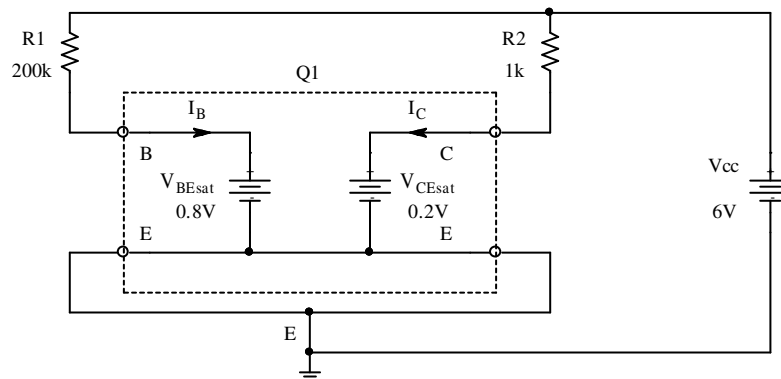 R1
200k
R2
1k
Q1
I_B
I_C
B
C
Vcc
6V
V_BEsat
0.8V
V_CEsat
0.2V
E
E
E